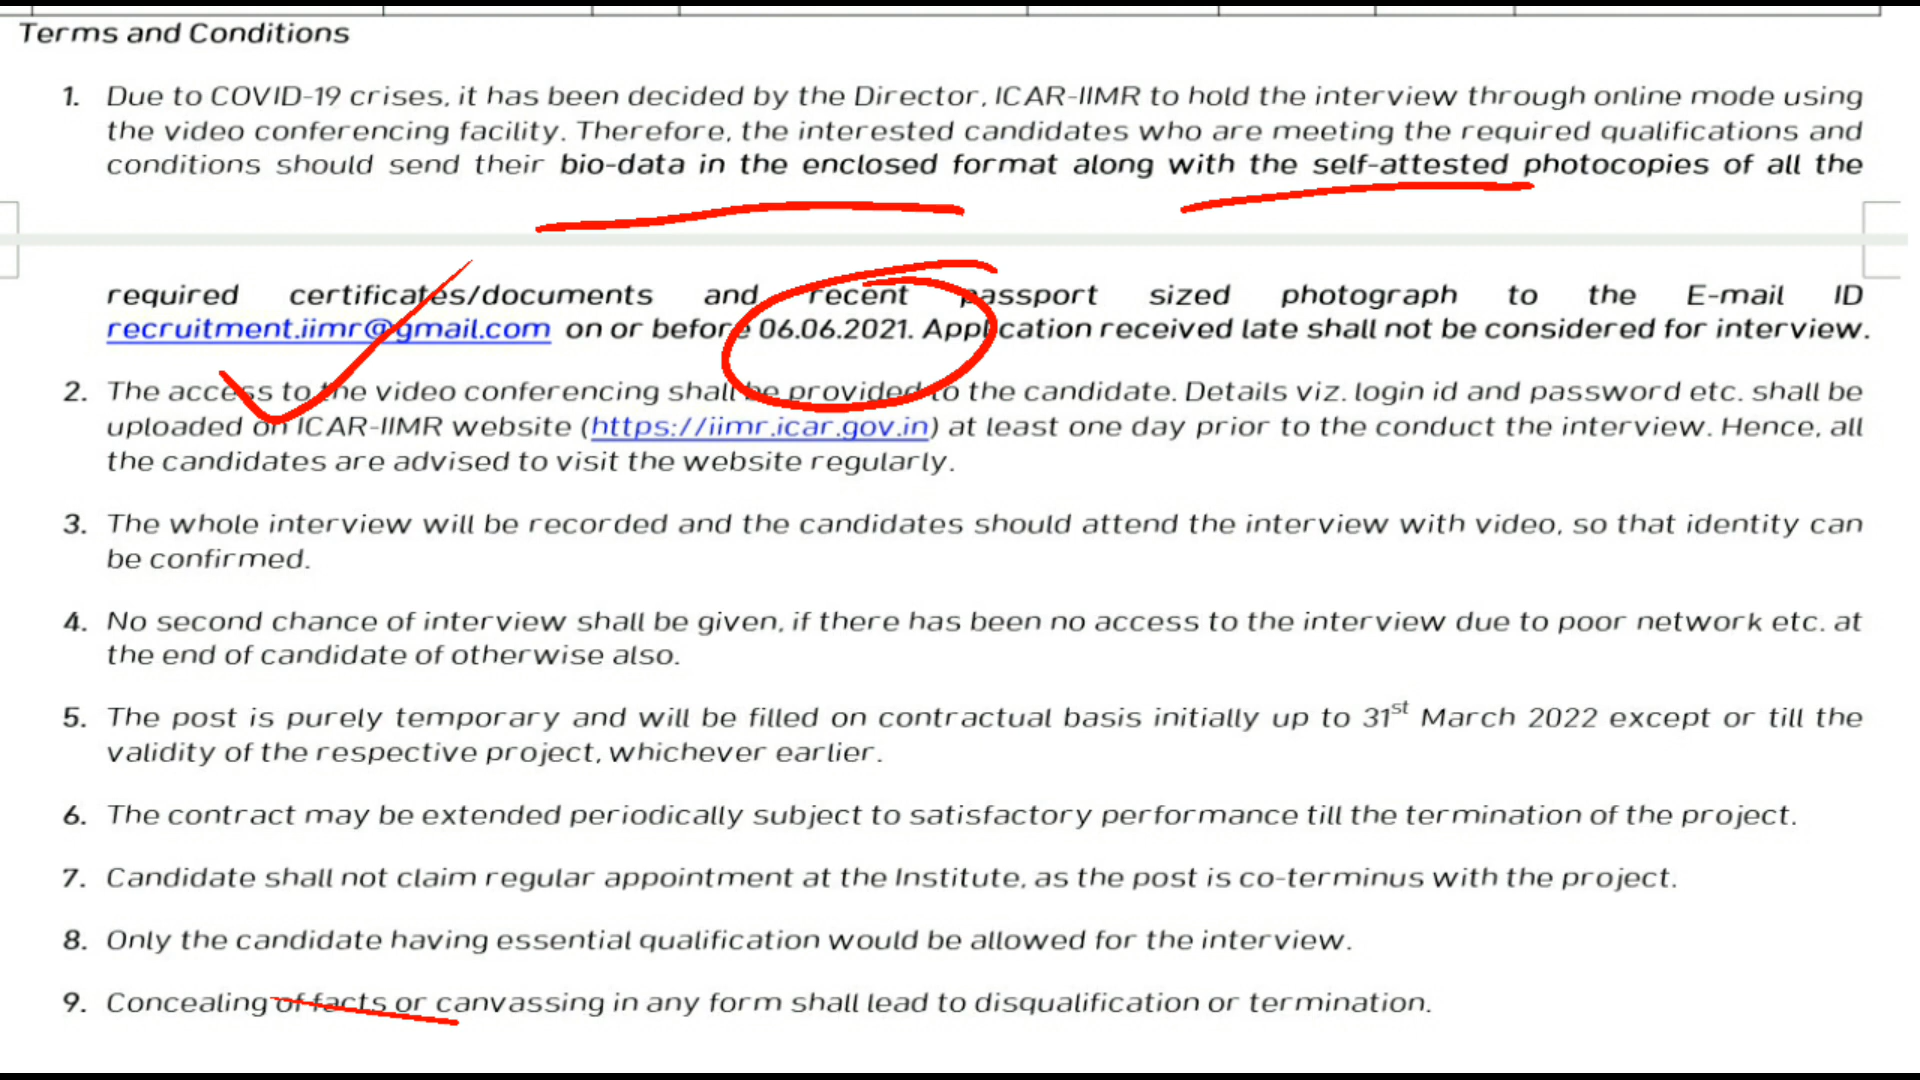 Terms and Conditions
1. Due to COVID-19 crises, it has been decided by the Director, ICAR-IIMR to hold the interview through online mode using
the video conferencing facility. Therefore, the interested candidates who are meeting the required qualifications and
conditions should send their bio-data in the enclosed format along with the self-attested photocopies of all the
required certificates/documents and recent passport sized photograph to the E-mail ID
recruitment.iimr@gmail.com on or before 06.06.2021. Application received late shall not be considered for interview.
2. The access to the video conferencing shall be provided to the candidate. Details viz. login id and password etc. shall be
uploaded on ICAR-IIMR website (https://iimr.icar.gov.in) at least one day prior to the conduct the interview. Hence, all
the candidates are advised to visit the website regularly.
3. The whole interview will be recorded and the candidates should attend the interview with video, so that identity can
be confirmed.
4. No second chance of interview shall be given, if there has been no access to the interview due to poor network etc. at
the end of candidate of otherwise also.
5. The post is purely temporary and will be filled on contractual basis initially up to 31st March 2022 except or till the
validity of the respective project, whichever earlier.
6. The contract may be extended periodically subject to satisfactory performance till the termination of the project.
7. Candidate shall not claim regular appointment at the Institute, as the post is co-terminus with the project.
8. Only the candidate having essential qualification would be allowed for the interview.
9. Concealing of facts or canvassing in any form shall lead to disqualification or termination.